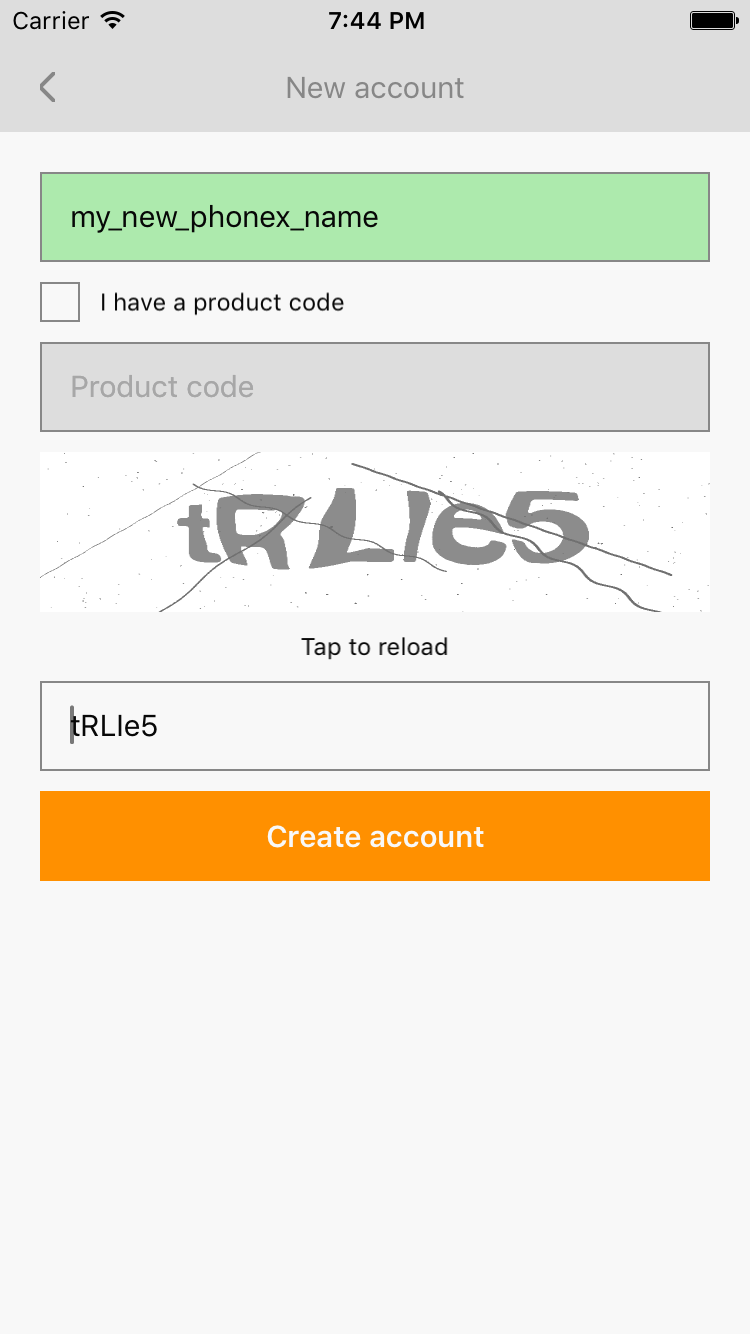 Carrier 7:44 PM
New account
my_new_phonex_name
I have a product code
Product code
tRLIe5
Tap to reload
tRLIe5
Create account